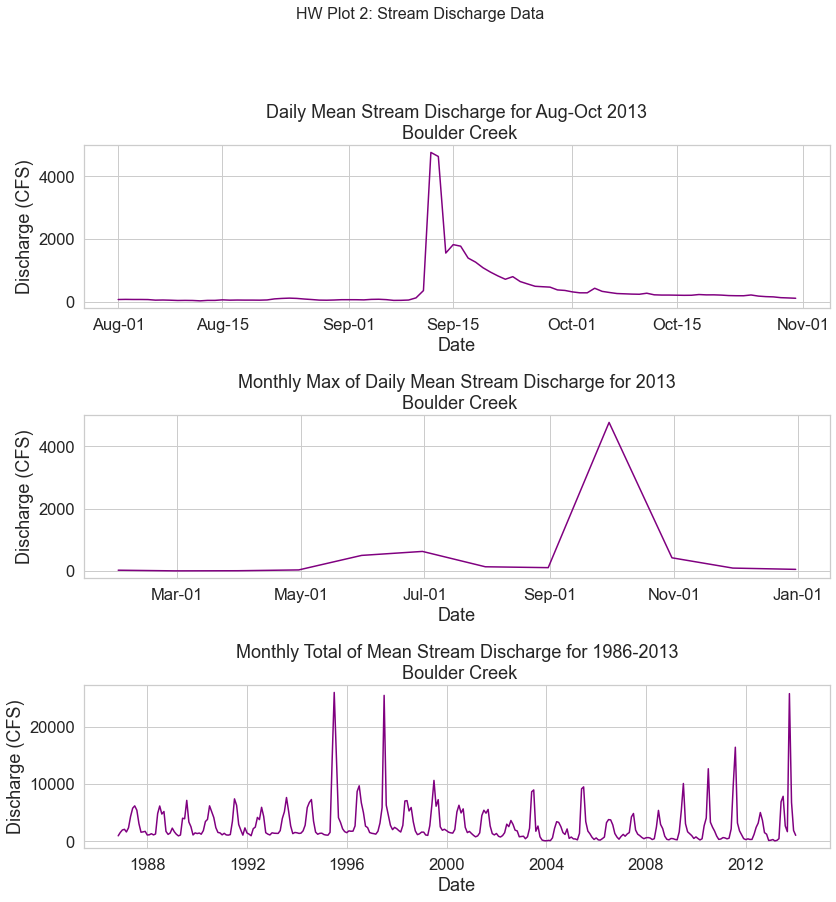 HW Plot 2: Stream Discharge Data
Daily Mean Stream Discharge for Aug-Oct 2013
Boulder Creek
Discharge (CFS)
4000
2000
0
Aug-01 Aug-15 Sep-01 Sep-15 Oct-01 Oct-15 Nov-01
Date
Monthly Max of Daily Mean Stream Discharge for 2013
Boulder Creek
Discharge (CFS)
4000
2000
0
Mar-01 May-01 Jul-01 Sep-01 Nov-01 Jan-01
Date
Monthly Total of Mean Stream Discharge for 1986-2013
Boulder Creek
Discharge (CFS)
20000
10000
0
1988 1992 1996 2000 2004 2008 2012
Date